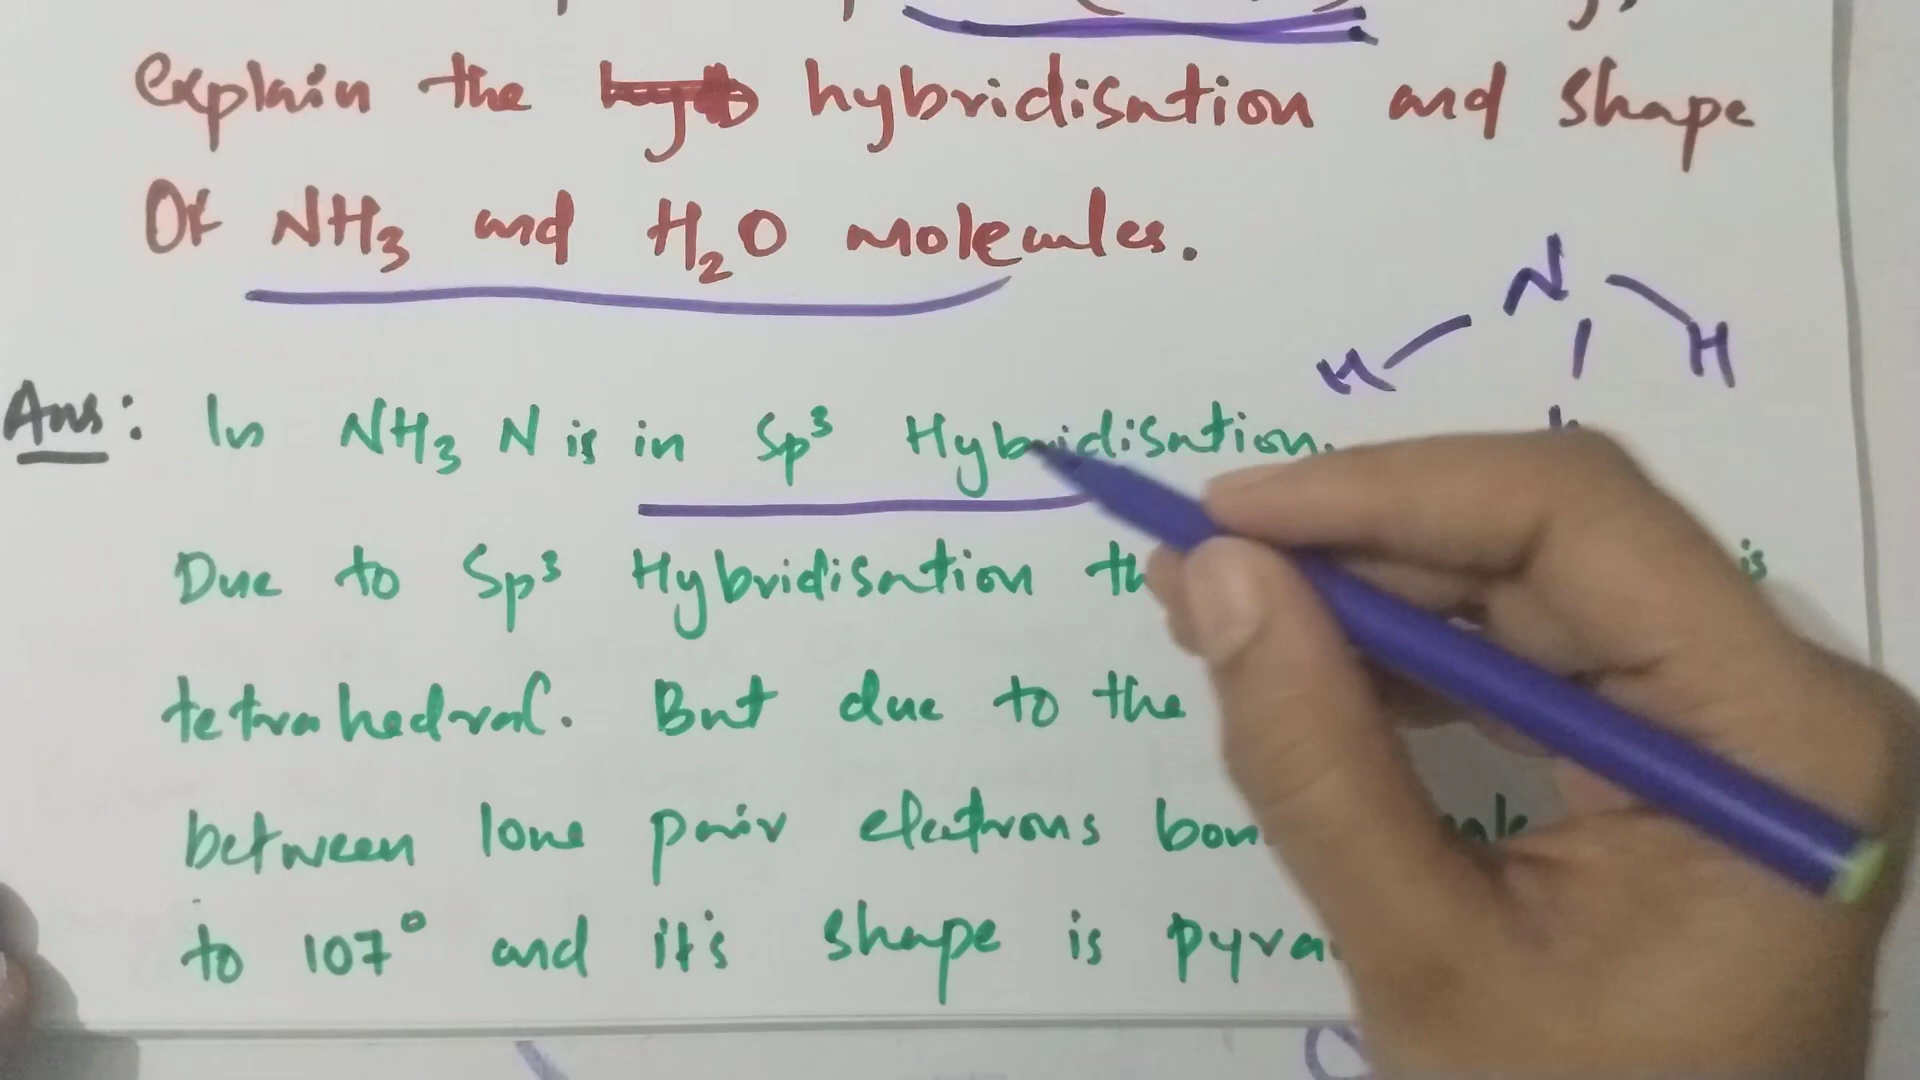 explain the hybridisation and shape
Of NH3 and H2O molecules.
N
H H
Ans: In NH3 N is in Sp³ Hybridisation.
Due to Sp³ Hybridisation is
tetrahedral. But due to the
between lone pair electrons
to 107° and it's shape is